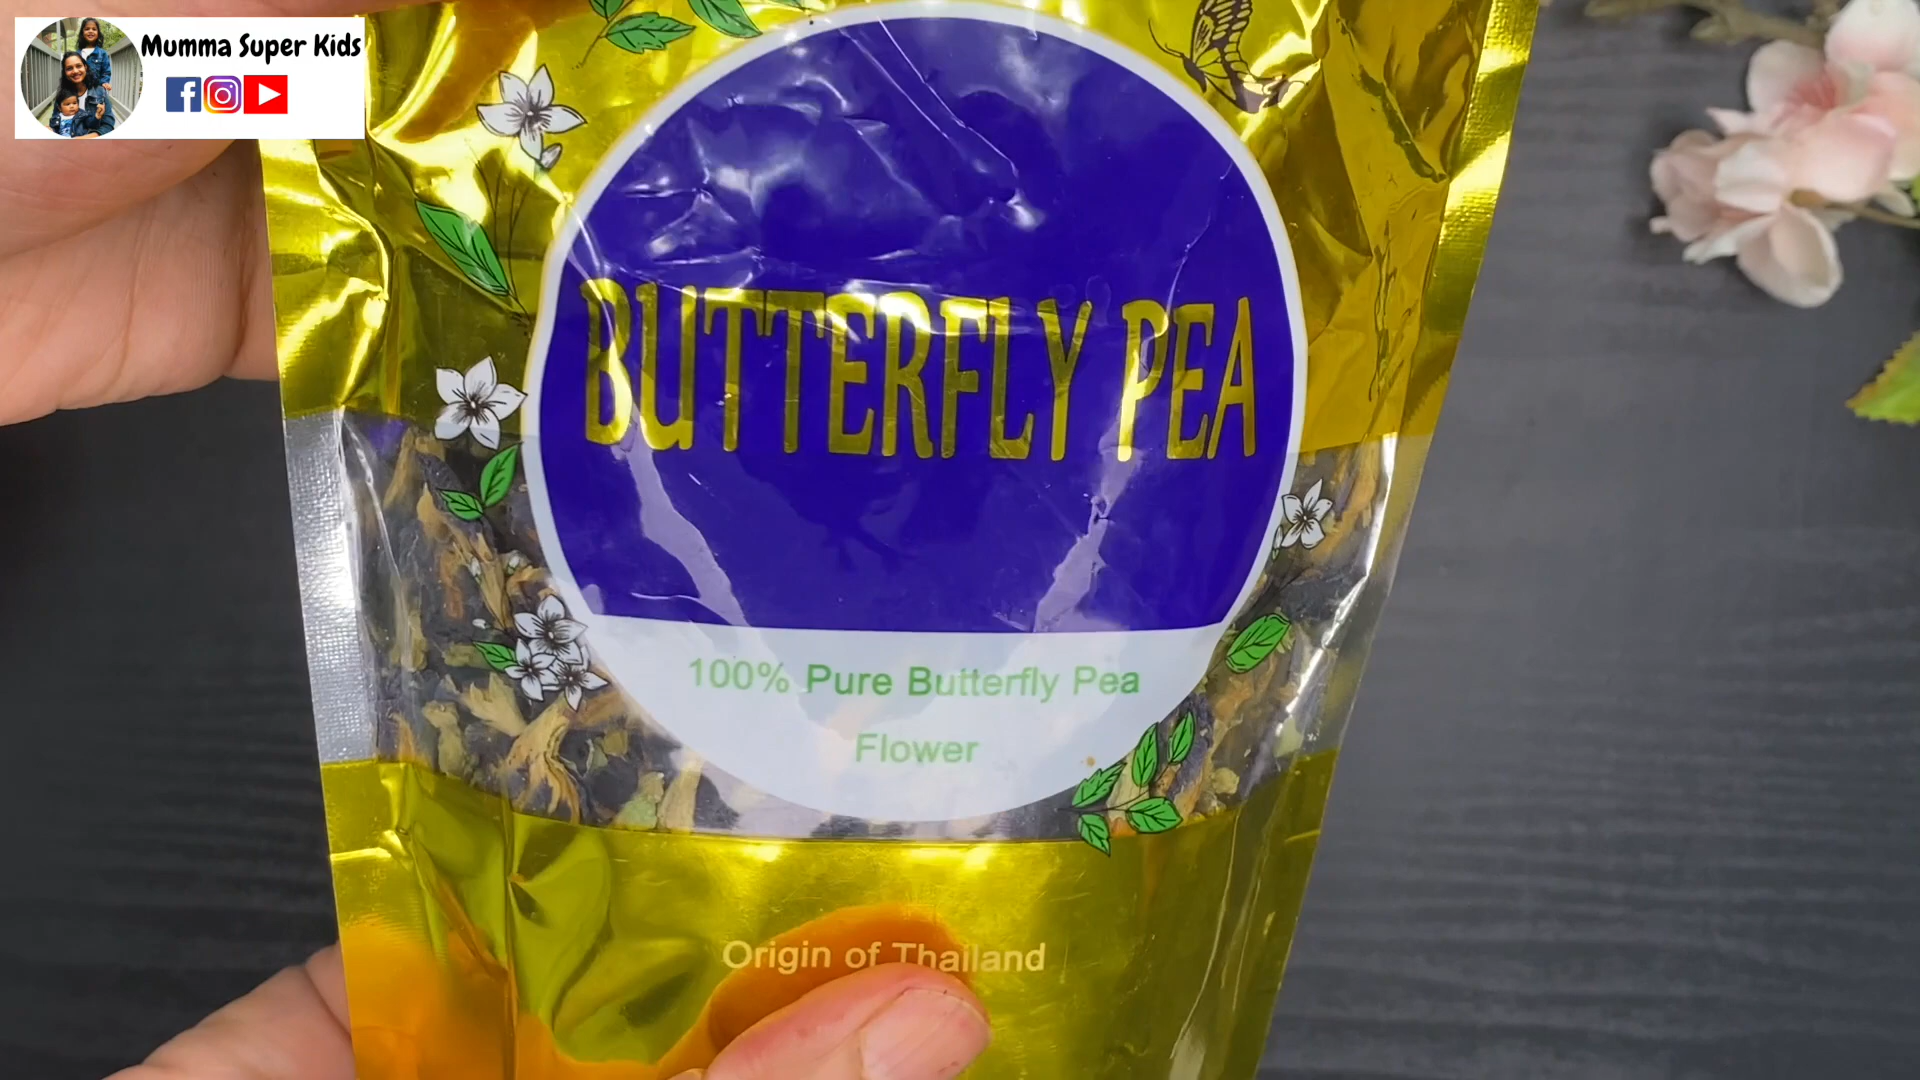 Mumma Super Kids
BUTTERFLY PEA
100% Pure Butterfly Pea
Flower
Origin of Thailand